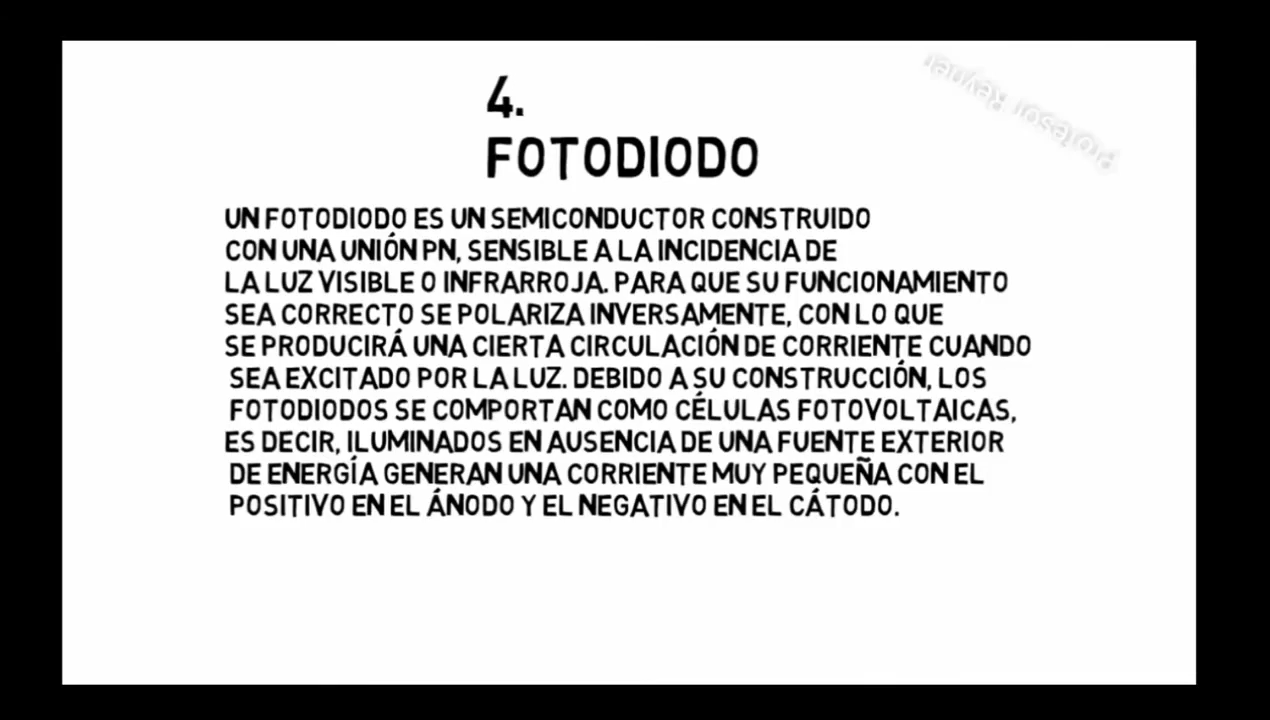 4.
FOTODIODO
Profesor Reyner
UN FOTODIODO ES UN SEMICONDUCTOR CONSTRUIDO
CON UNA UNIÓN PN, SENSIBLE A LA INCIDENCIA DE
LA LUZ VISIBLE O INFRARROJA. PARA QUE SU FUNCIONAMIENTO
SEA CORRECTO SE POLARIZA INVERSAMENTE, CON LO QUE
SE PRODUCIRÁ UNA CIERTA CIRCULACIÓN DE CORRIENTE CUANDO
SEA EXCITADO POR LA LUZ. DEBIDO A SU CONSTRUCCIÓN, LOS
FOTODIODOS SE COMPORTAN COMO CÉLULAS FOTOVOLTAICAS,
ES DECIR, ILUMINADOS EN AUSENCIA DE UNA FUENTE EXTERIOR
DE ENERGÍA GENERAN UNA CORRIENTE MUY PEQUEÑA CON EL
POSITIVO EN EL ÁNODO Y EL NEGATIVO EN EL CÁTODO.